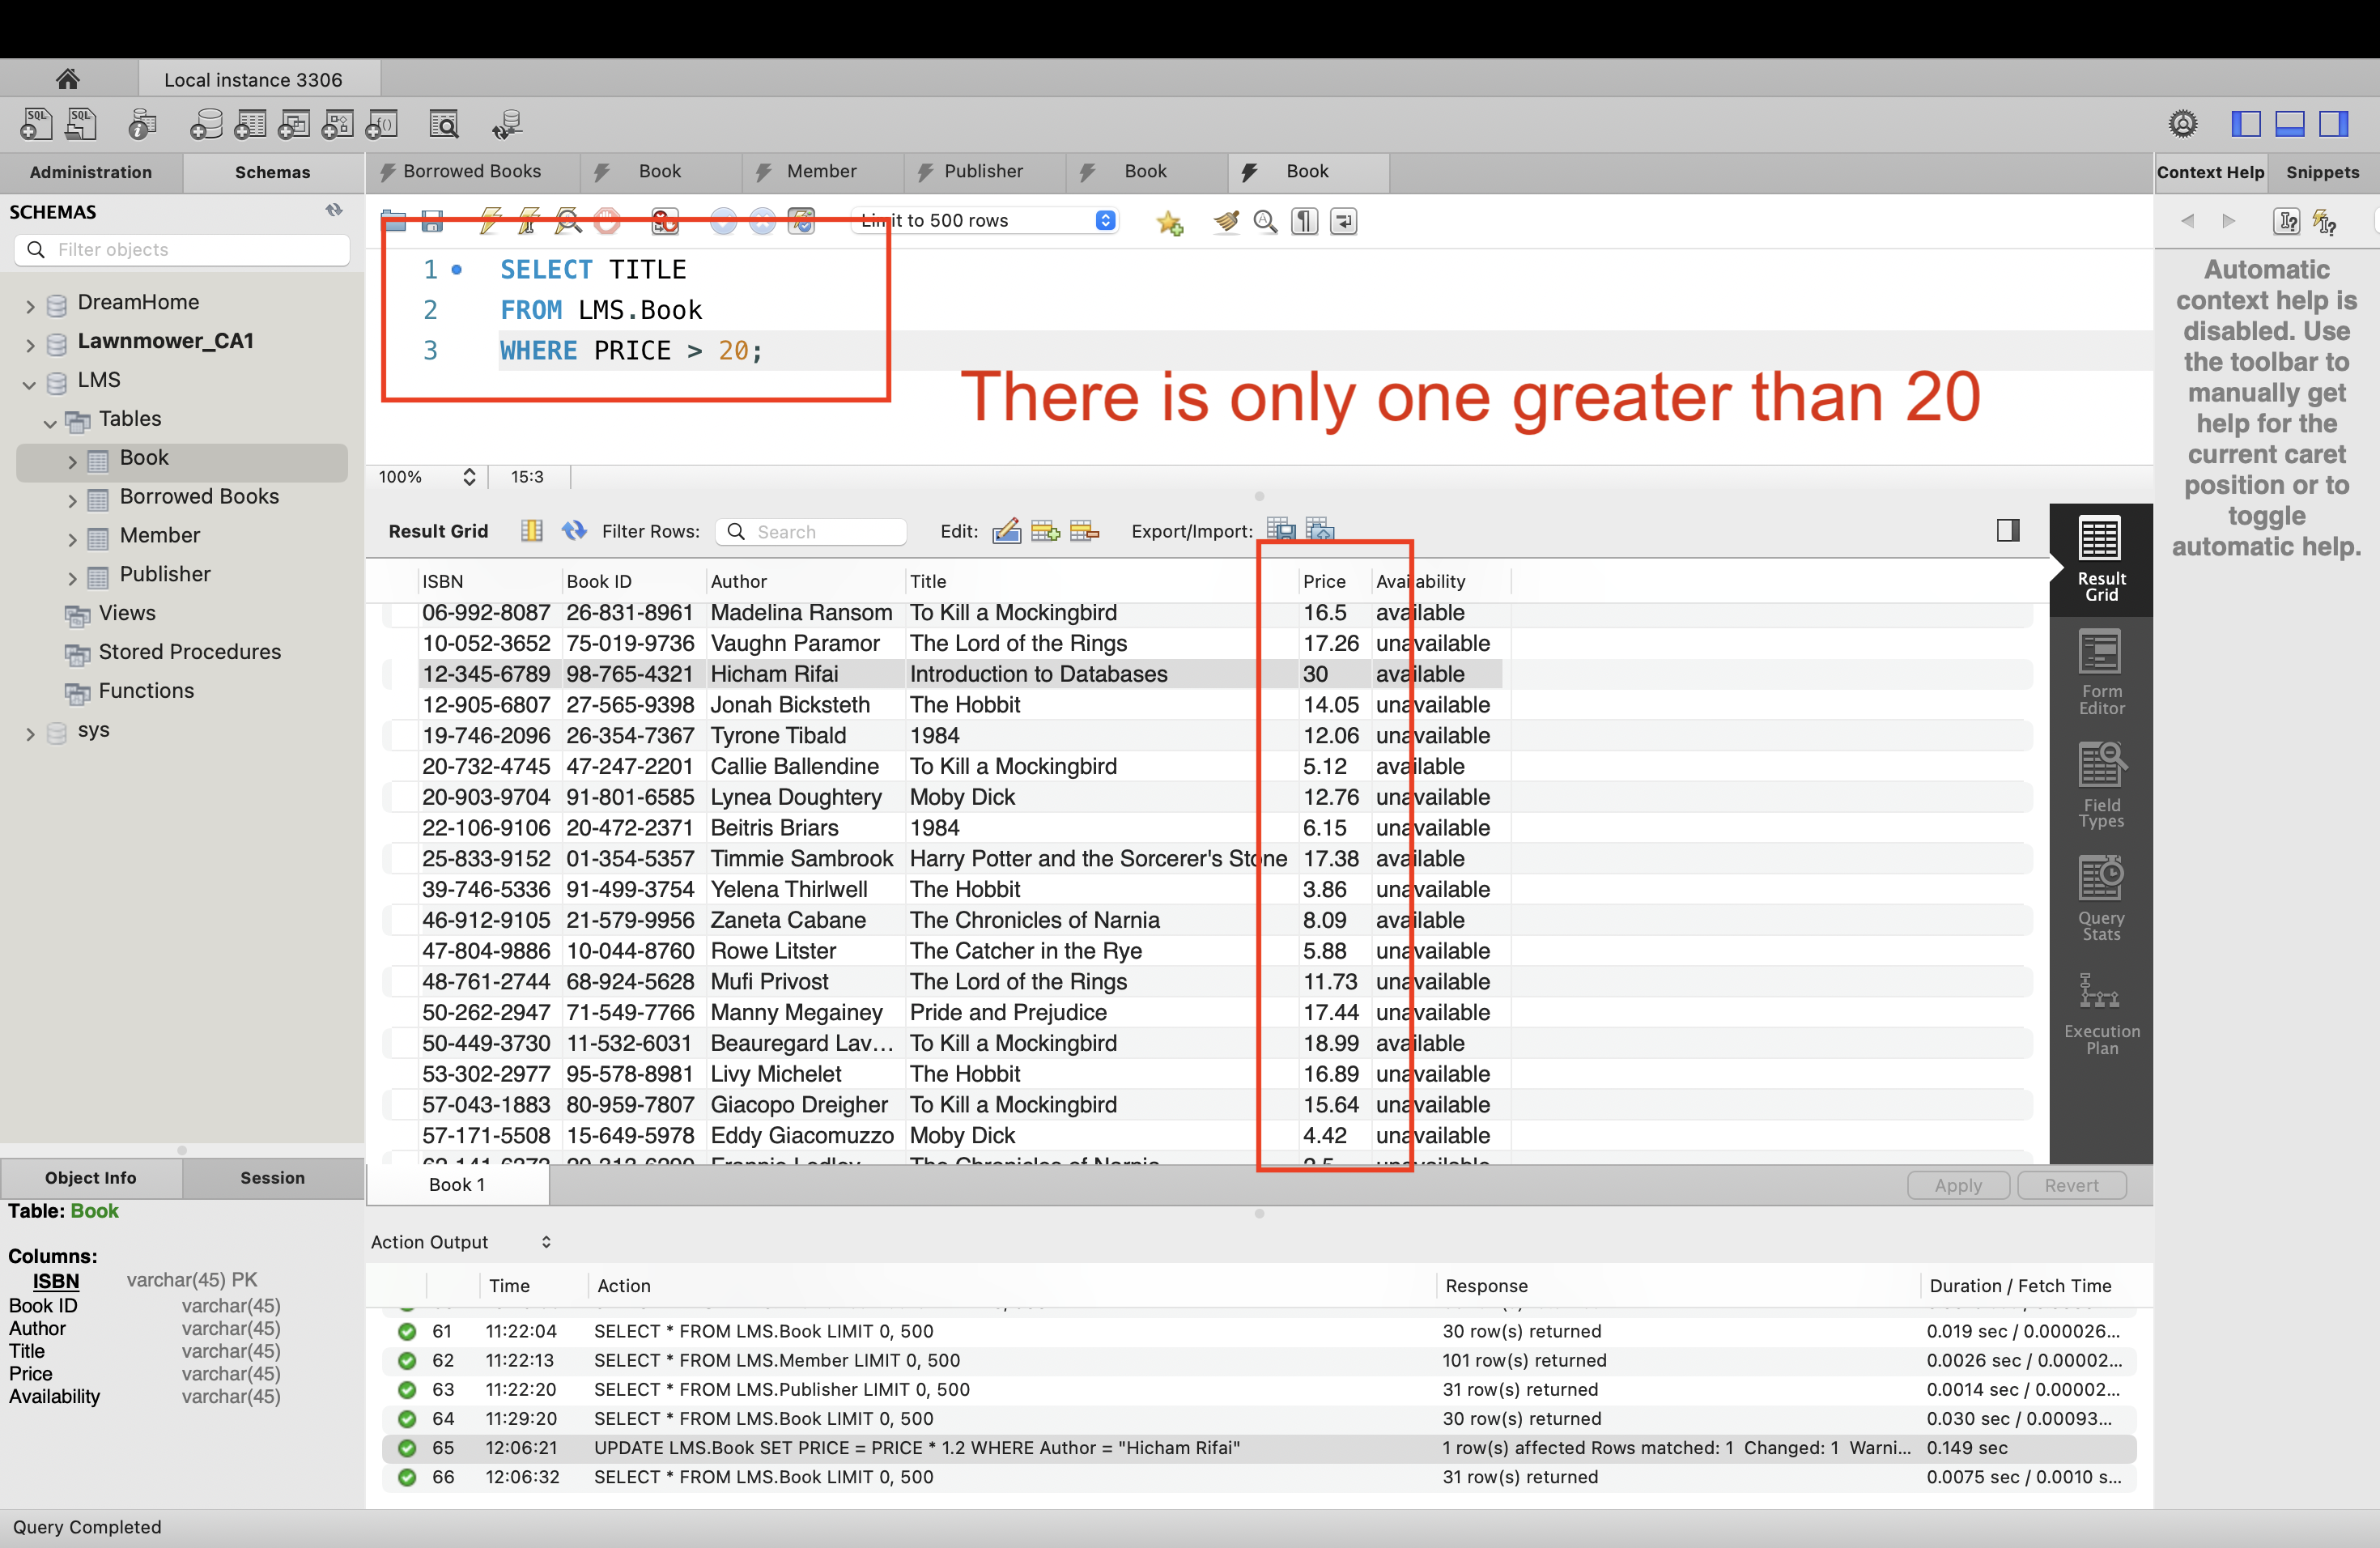 Local instance 3306
Administration
Schemas
Borrowed Books
Book
Member
Publisher
Book
Book
Context Help
Snippets
SCHEMAS
Filter objects
DreamHome
Lawnmower_CA1
LMS
Tables
Book
Borrowed Books
Member
Publisher
Views
Stored Procedures
Functions
sys
Limit to 500 rows
1 SELECT TITLE
2 FROM LMS.Book
3 WHERE PRICE > 20;
There is only one greater than 20
Automatic
context help is
disabled. Use
the toolbar to
manually get
help for the
current caret
position or to
toggle
automatic help.
100%
15:3
Result Grid
Filter Rows:
Search
Edit:
Export/Import:
ISBN Book ID Author Title Price Availability
06-992-8087 26-831-8961 Madelina Ransom To Kill a Mockingbird 16.5 available
10-052-3652 75-019-9736 Vaughn Paramor The Lord of the Rings 17.26 unavailable
12-345-6789 98-765-4321 Hicham Rifai Introduction to Databases 30 available
12-905-6807 27-565-9398 Jonah Bicksteth The Hobbit 14.05 unavailable
19-746-2096 26-354-7367 Tyrone Tibald 1984 12.06 unavailable
20-732-4745 47-247-2201 Callie Ballendine To Kill a Mockingbird 5.12 available
20-903-9704 91-801-6585 Lynea Doughtery Moby Dick 12.76 unavailable
22-106-9106 20-472-2371 Beitris Briars 1984 6.15 unavailable
25-833-9152 01-354-5357 Timmie Sambrook Harry Potter and the Sorcerer's Stone 17.38 available
39-746-5336 91-499-3754 Yelena Thirlwell The Hobbit 3.86 unavailable
46-912-9105 21-579-9956 Zaneta Cabane The Chronicles of Narnia 8.09 available
47-804-9886 10-044-8760 Rowe Litster The Catcher in the Rye 5.88 unavailable
48-761-2744 68-924-5628 Mufi Privost The Lord of the Rings 11.73 unavailable
50-262-2947 71-549-7766 Manny Megainey Pride and Prejudice 17.44 unavailable
50-449-3730 11-532-6031 Beauregard Lav... To Kill a Mockingbird 18.99 available
53-302-2977 95-578-8981 Livy Michelet The Hobbit 16.89 unavailable
57-043-1883 80-959-7807 Giacopo Dreigher To Kill a Mockingbird 15.64 unavailable
57-171-5508 15-649-5978 Eddy Giacomuzzo Moby Dick 4.42 unavailable
Result
Grid
Form
Editor
Field
Types
Query
Stats
Execution
Plan
Object Info
Session
Book 1
Apply
Revert
Table: Book
Columns:
ISBN varchar(45) PK
Book ID varchar(45)
Author varchar(45)
Title varchar(45)
Price varchar(45)
Availability varchar(45)
Action Output
Time Action Response Duration / Fetch Time
61 11:22:04 SELECT * FROM LMS.Book LIMIT 0, 500 30 row(s) returned 0.019 sec / 0.000026...
62 11:22:13 SELECT * FROM LMS.Member LIMIT 0, 500 101 row(s) returned 0.0026 sec / 0.00002...
63 11:22:20 SELECT * FROM LMS.Publisher LIMIT 0, 500 31 row(s) returned 0.0014 sec / 0.00002...
64 11:29:20 SELECT * FROM LMS.Book LIMIT 0, 500 30 row(s) returned 0.030 sec / 0.00093...
65 12:06:21 UPDATE LMS.Book SET PRICE = PRICE * 1.2 WHERE Author = "Hicham Rifai" 1 row(s) affected Rows matched: 1 Changed: 1 Warni... 0.149 sec
66 12:06:32 SELECT * FROM LMS.Book LIMIT 0, 500 31 row(s) returned 0.0075 sec / 0.0010 s...
Query Completed